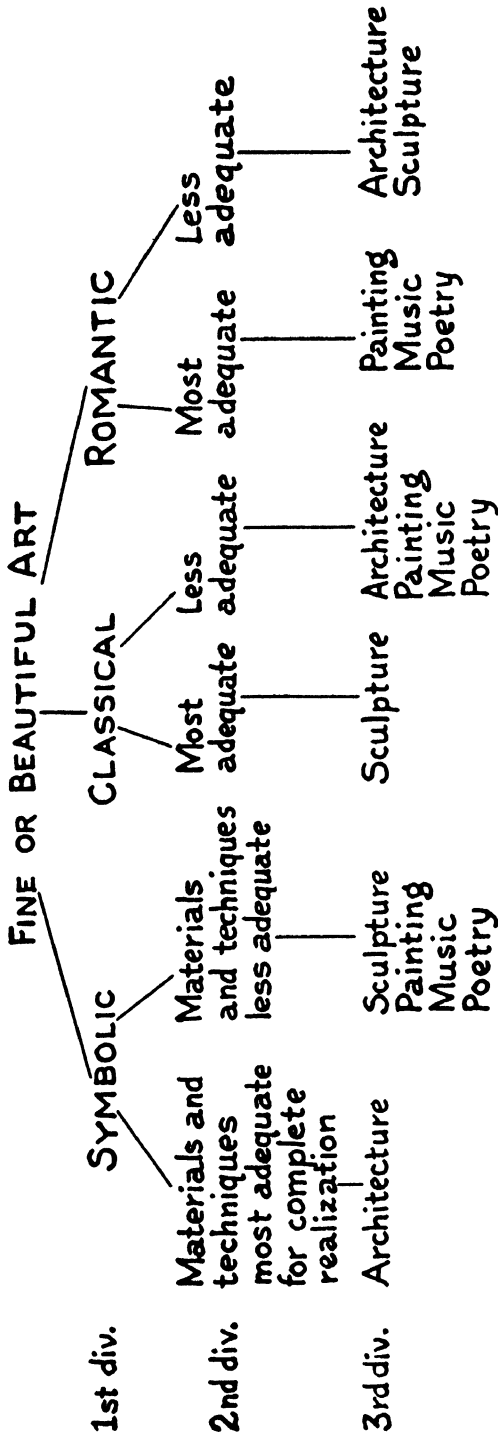 FINE OR BEAUTIFUL ART
1st div.
SYMBOLIC
CLASSICAL
ROMANTIC
2nd div.
Materials and
techniques
most adequate
for complete
realization
Materials
and techniques
less adequate
Most
adequate
Less
adequate
Most
adequate
Less
adequate
3rd div.
Architecture
Sculpture
Painting
Music
Poetry
Sculpture
Architecture
Painting
Music
Poetry
Painting
Music
Poetry
Architecture
Sculpture